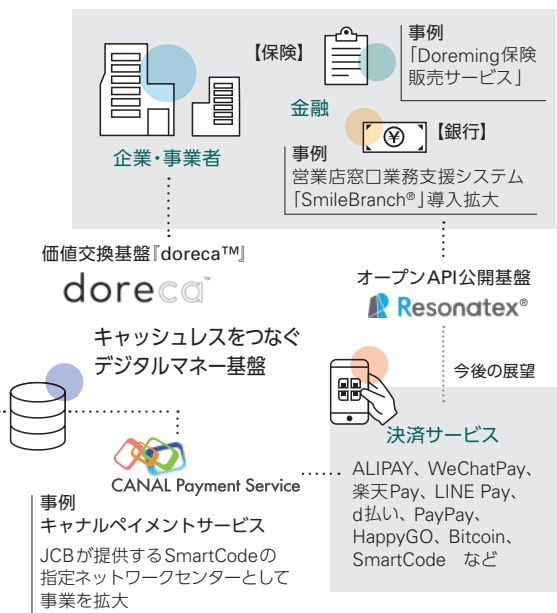 【保険】
事例
「Doreming保険
販売サービス」
金融
¥
【銀行】
企業・事業者
事例
営業店窓口業務支援システム
「SmileBranch®」導入拡大
価値交換基盤『doreca™』
doreca™
オープンAPI公開基盤
Resonatex®
キャッシュレスをつなぐ
デジタルマネー基盤
今後の展望
決済サービス
CANAL Payment Service
ALIPAY、WeChatPay、
楽天Pay、LINE Pay、
d払い、PayPay、
HappyGO、Bitcoin、
SmartCode　など
事例
キャナルペイメントサービス
JCBが提供するSmartCodeの
指定ネットワークセンターとして
事業を拡大